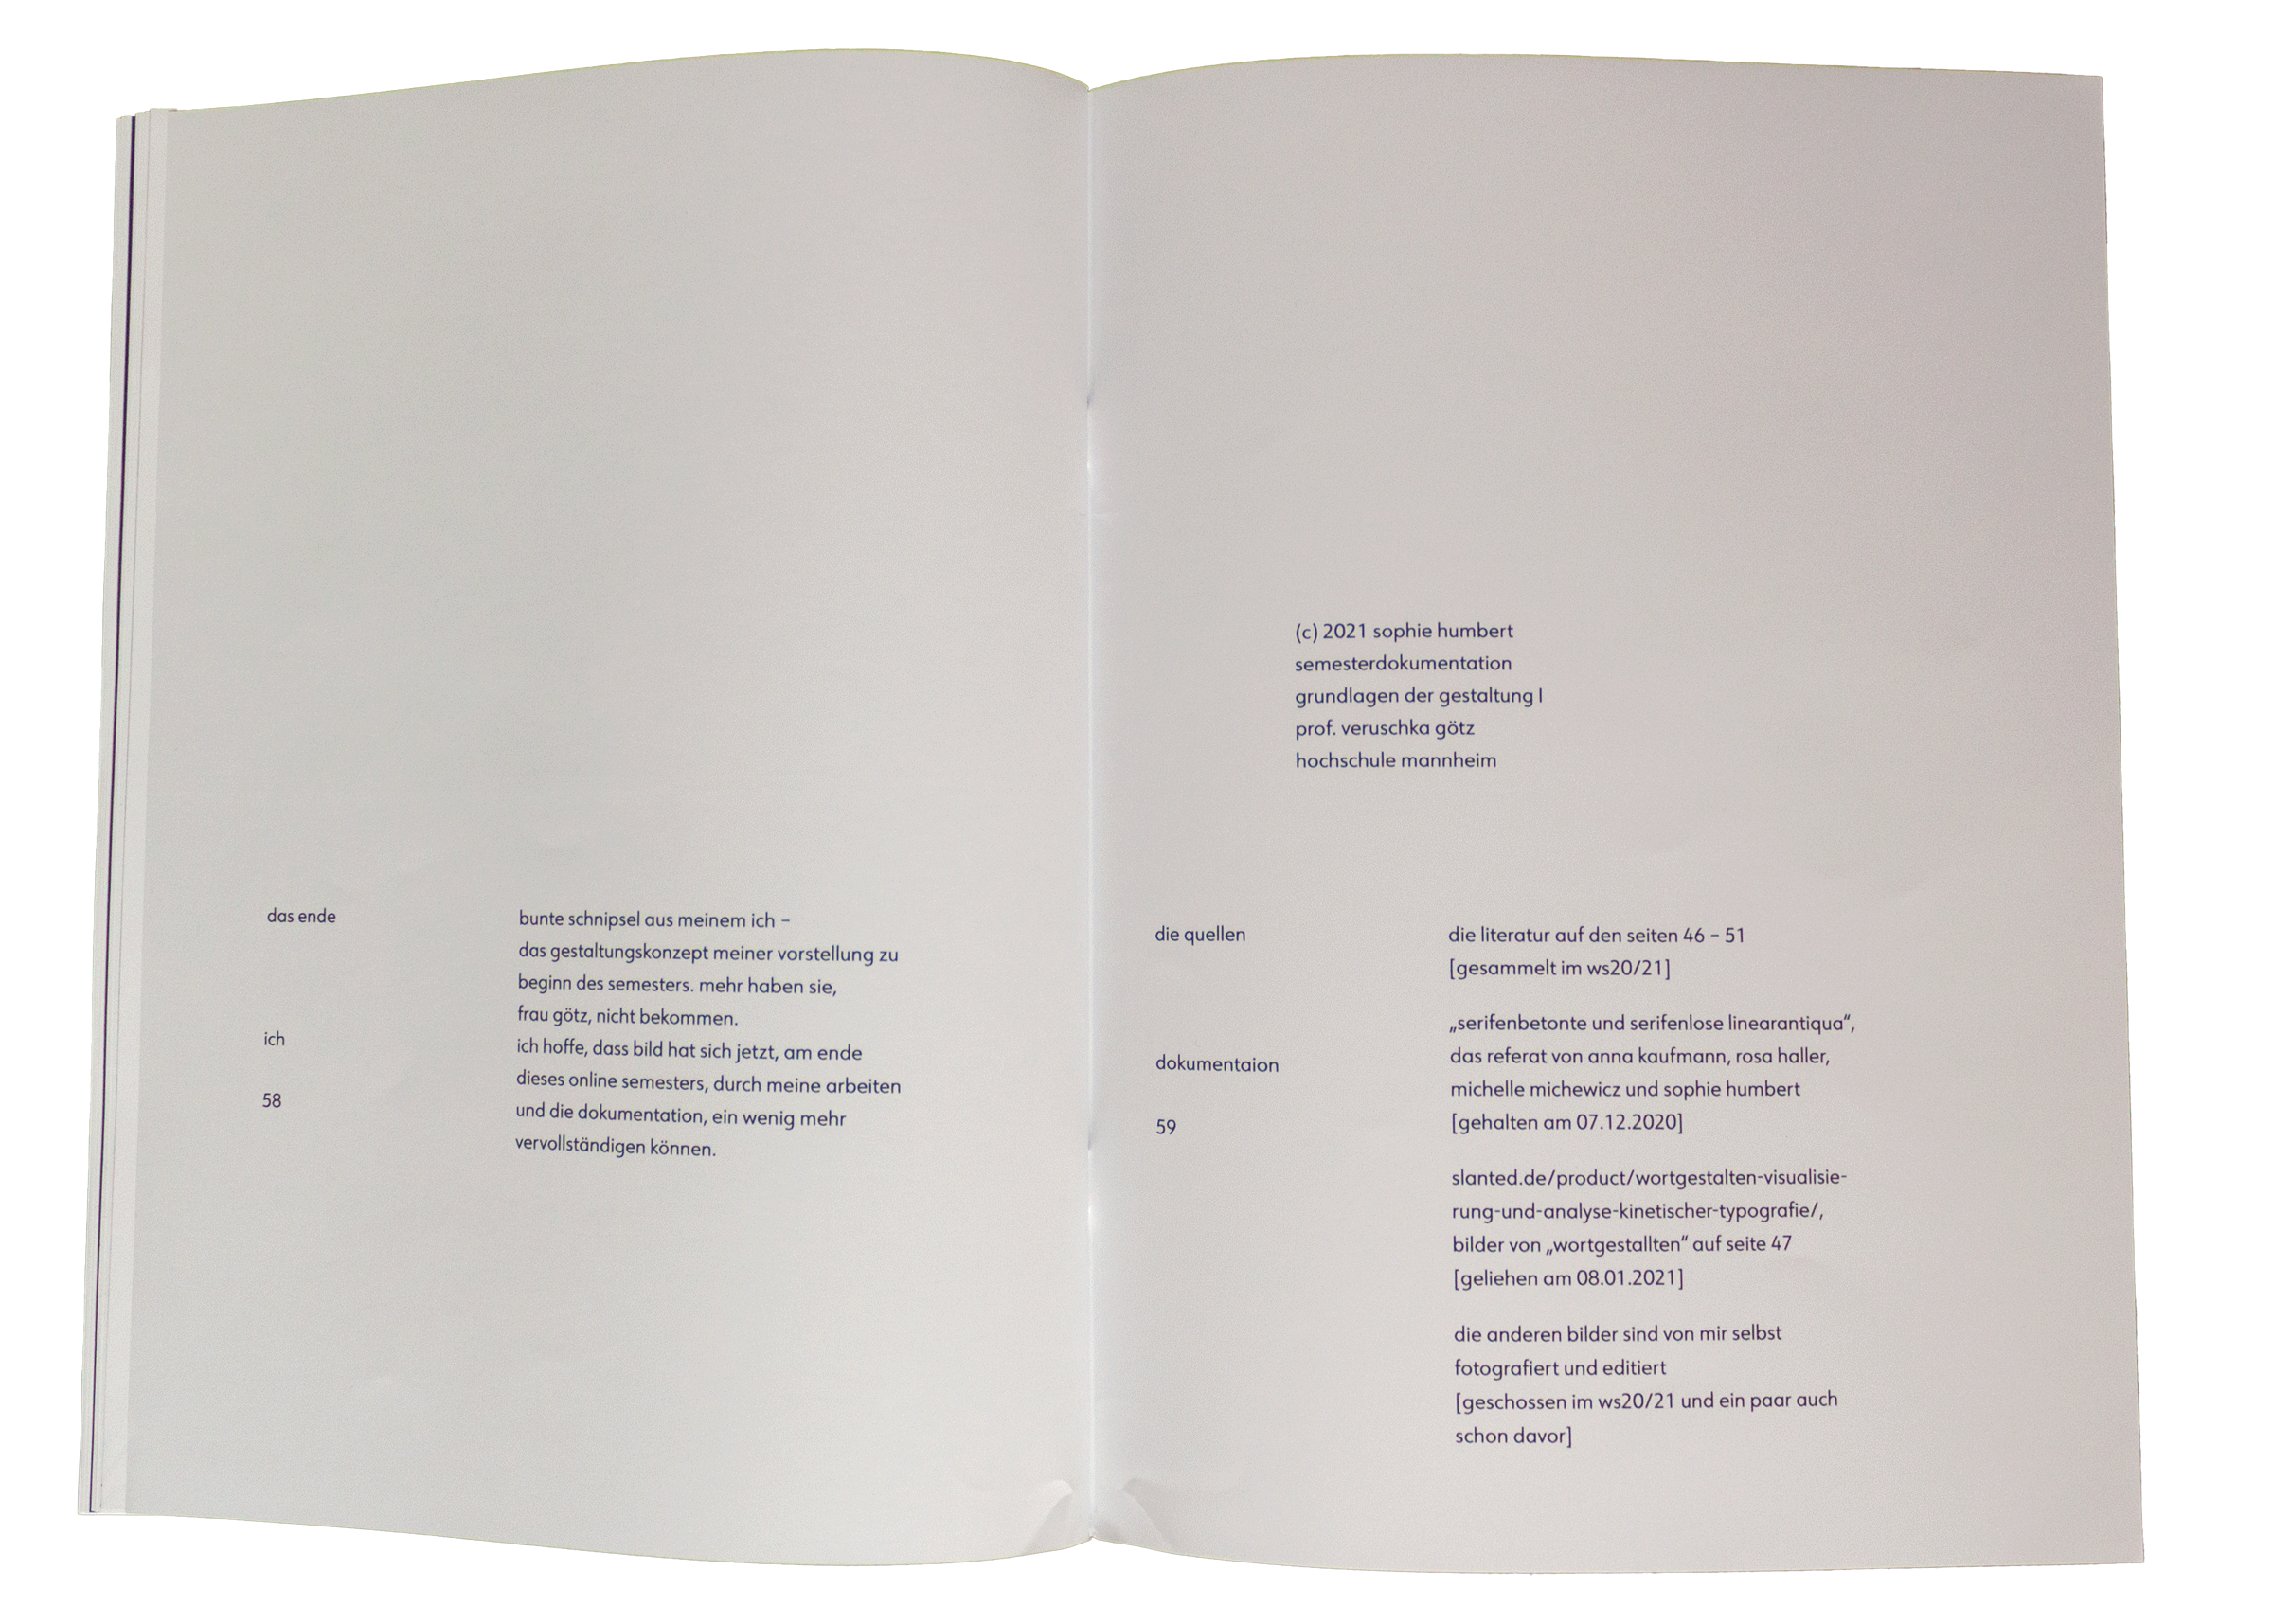 das ende
ich
58
bunte schnipsel aus meinem ich –
das gestaltungskonzept meiner vorstellung zu
beginn des semesters. mehr haben sie,
frau götz, nicht bekommen.
ich hoffe, dass bild hat sich jetzt, am ende
dieses online semesters, durch meine arbeiten
und die dokumentation, ein wenig mehr
vervollständigen können.
(c) 2021 sophie humbert
semesterdokumentation
grundlagen der gestaltung I
prof. veruschka götz
hochschule mannheim
die quellen
dokumentaion
59
die literatur auf den seiten 46 – 51
[gesammelt im ws20/21]
„serifenbetonte und serifenlose linearantiqua“,
das referat von anna kaufmann, rosa haller,
michelle michewicz und sophie humbert
[gehalten am 07.12.2020]
slanted.de/product/wortgestalten-visualisie-
rung-und-analyse-kinetischer-typografie/,
bilder von „wortgestallten“ auf seite 47
[geliehen am 08.01.2021]
die anderen bilder sind von mir selbst
fotografiert und editiert
[geschossen im ws20/21 und ein paar auch
schon davor]